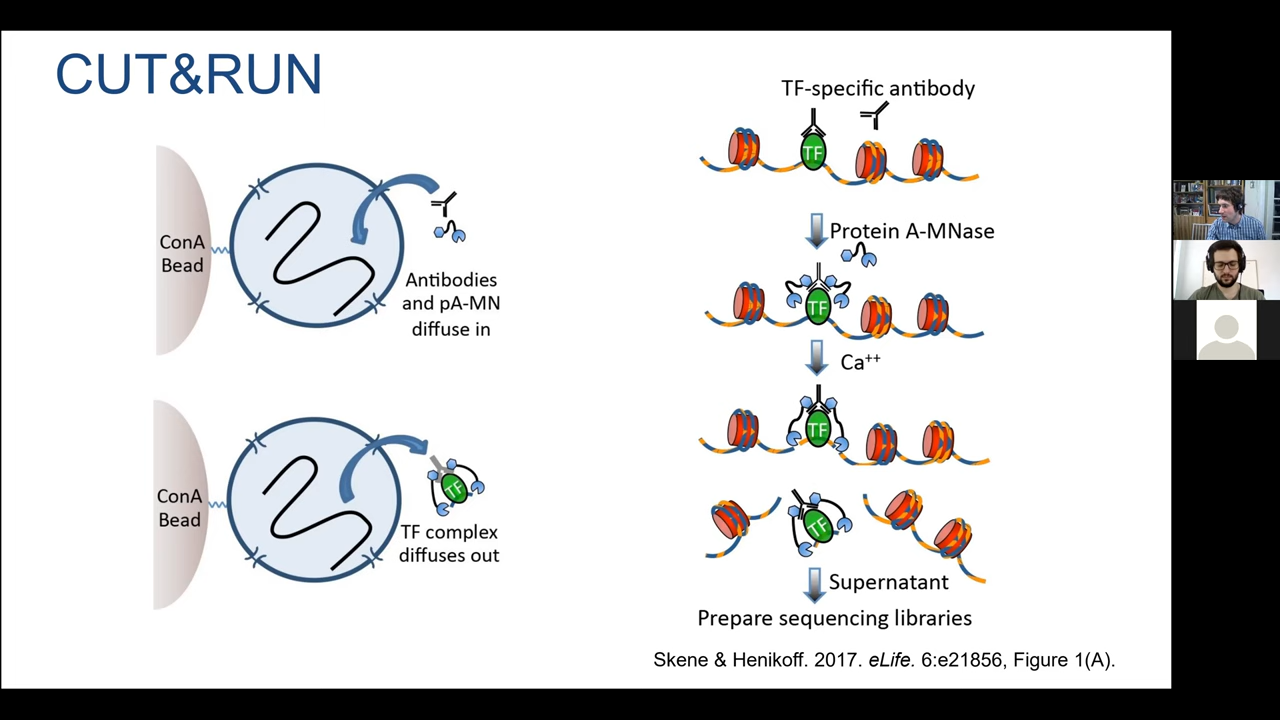 CUT&RUN
ConA
Bead
Antibodies
and pA-MN
diffuse in
ConA
Bead
TF
TF complex
diffuses out
TF-specific antibody
TF
Protein A-MNase
TF
Ca++
TF
TF
Supernatant
Prepare sequencing libraries
Skene & Henikoff. 2017. eLife. 6:e21856, Figure 1(A).